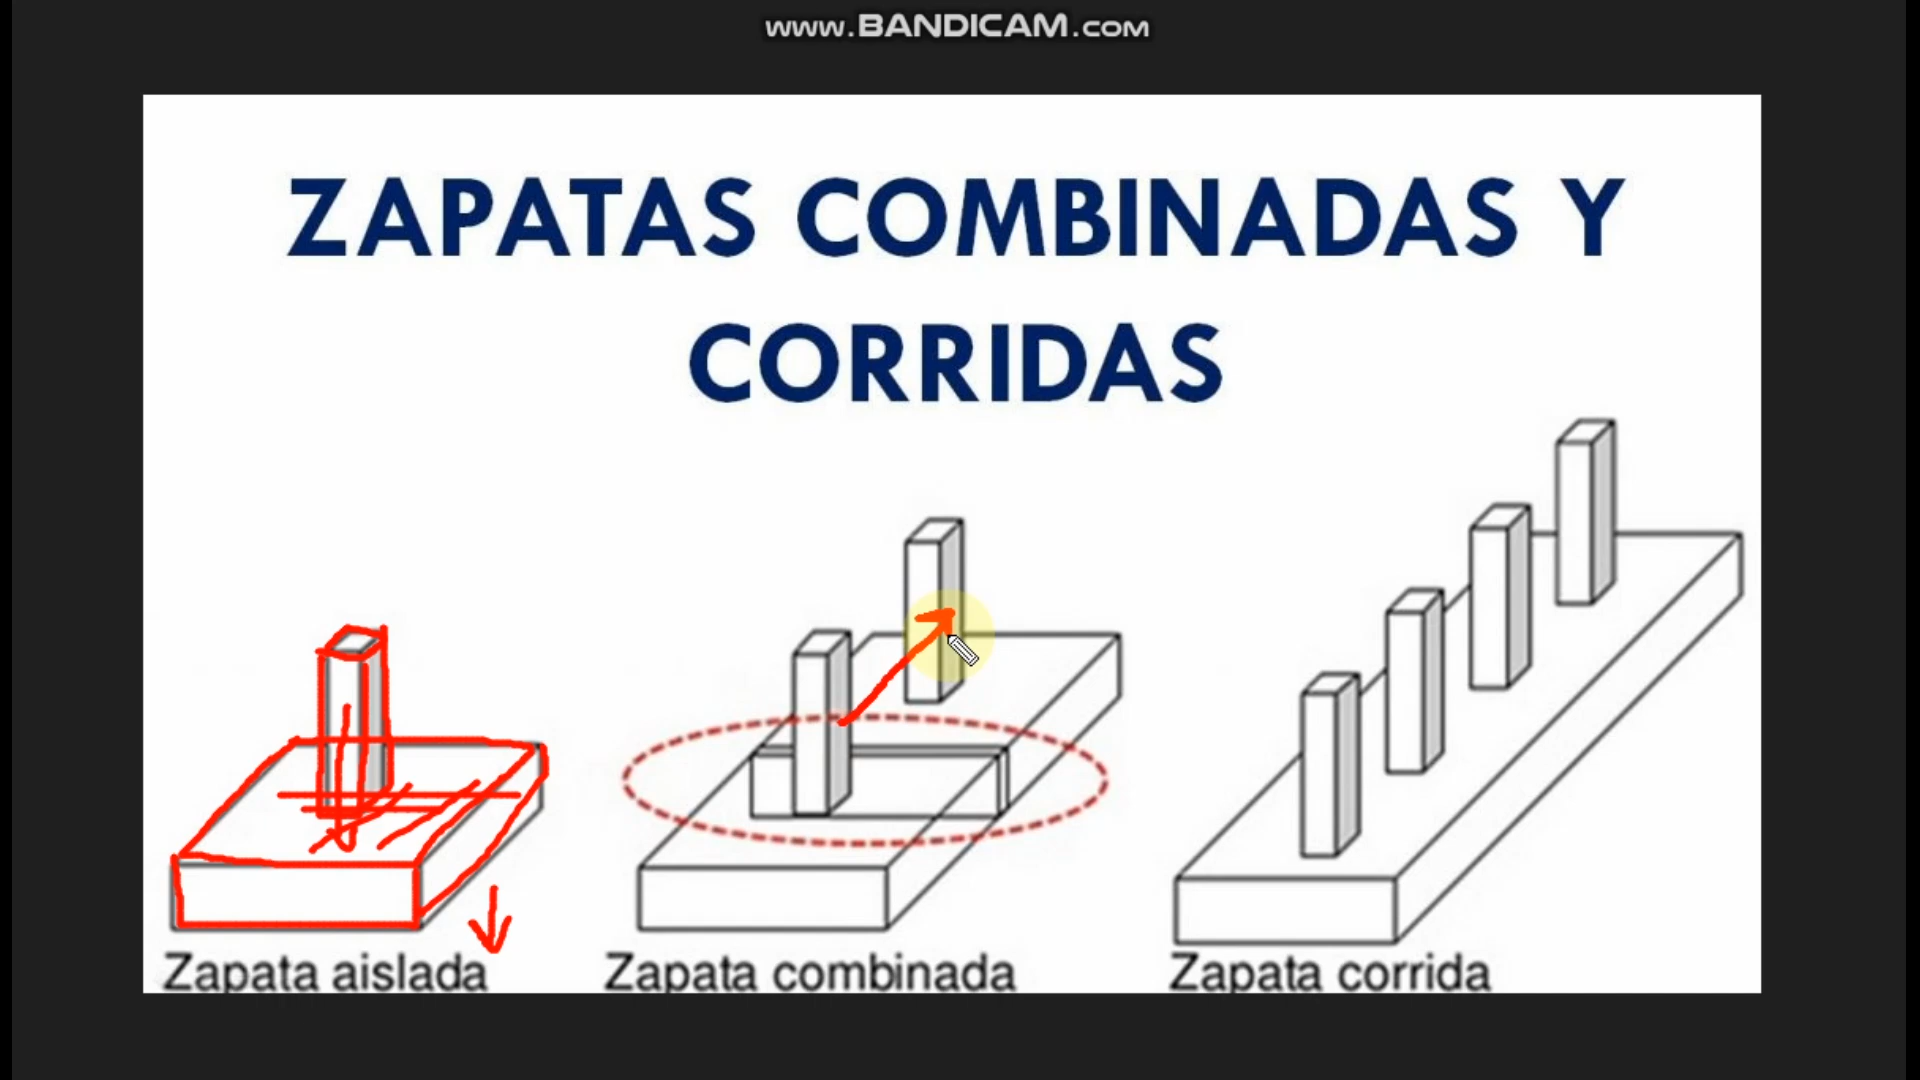 www.BANDICAM.com
ZAPATAS COMBINADAS Y
CORRIDAS
Zapata aislada
Zapata combinada
Zapata corrida